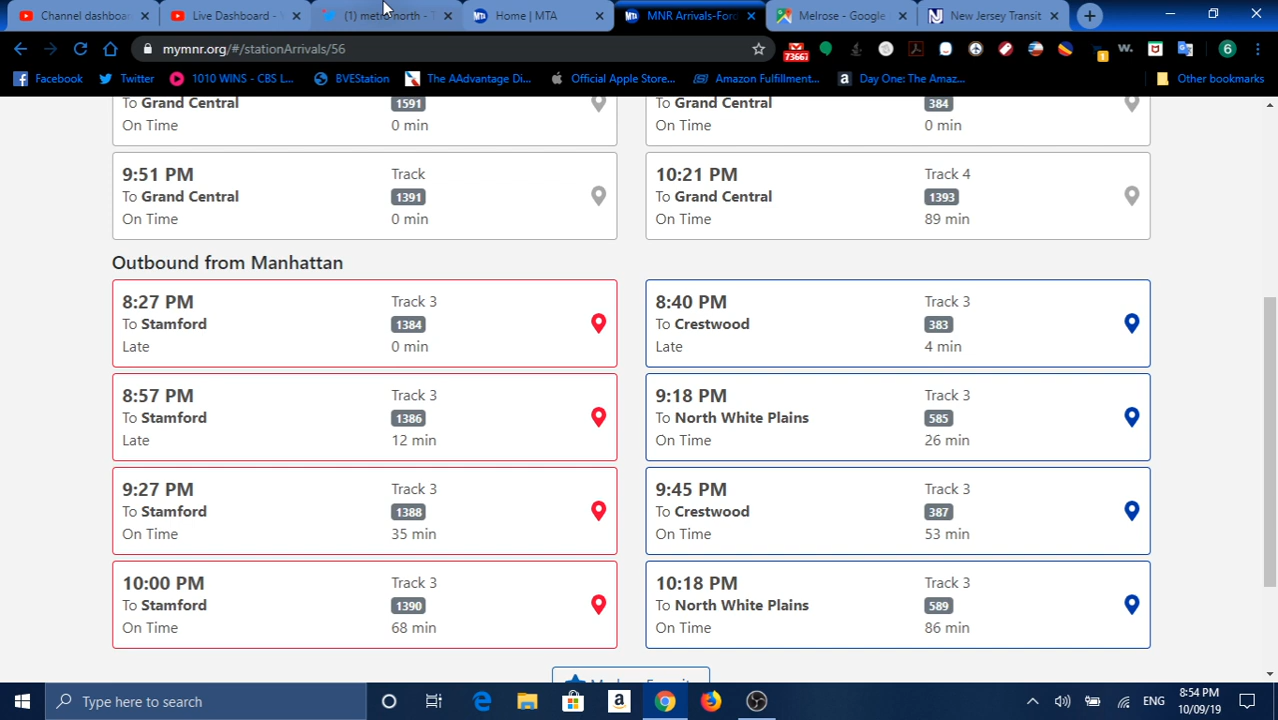 Channel dashboar
Live Dashboard - Y
(1) metro-north - T
Home | MTA
MNR Arrivals-For
Melrose - Google
New Jersey Transit
mymnr.org/#/stationArrivals/56
73661
1
w.
6
Facebook
Twitter
1010 WINS - CBS L...
BVEStation
The AAdvantage Di...
Official Apple Store...
Amazon Fulfillment...
Day One: The Amaz...
Other bookmarks
To Grand Central 1591
On Time 0 min
To Grand Central 384
On Time 0 min
9:51 PM Track
To Grand Central 1391
On Time 0 min
10:21 PM Track 4
To Grand Central 1393
On Time 89 min
Outbound from Manhattan
8:27 PM Track 3
To Stamford 1384
Late 0 min
8:40 PM Track 3
To Crestwood 383
Late 4 min
8:57 PM Track 3
To Stamford 1386
Late 12 min
9:18 PM Track 3
To North White Plains 585
On Time 26 min
9:27 PM Track 3
To Stamford 1388
On Time 35 min
9:45 PM Track 3
To Crestwood 387
On Time 53 min
10:00 PM Track 3
To Stamford 1390
On Time 68 min
10:18 PM Track 3
To North White Plains 589
On Time 86 min
Type here to search
ENG
8:54 PM
10/09/19